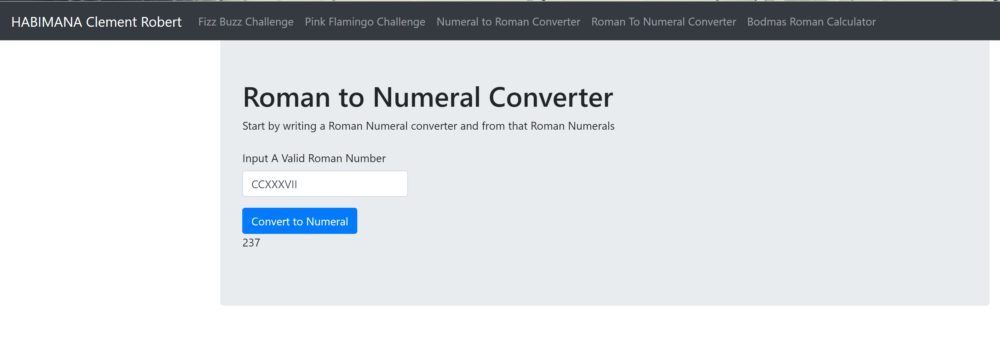 HABIMANA Clement Robert Fizz Buzz Challenge Pink Flamingo Challenge Numeral to Roman Converter Roman To Numeral Converter Bodmas Roman Calculator
Roman to Numeral Converter
Start by writing a Roman Numeral converter and from that Roman Numerals
Input A Valid Roman Number
CCXXXVII
Convert to Numeral
237